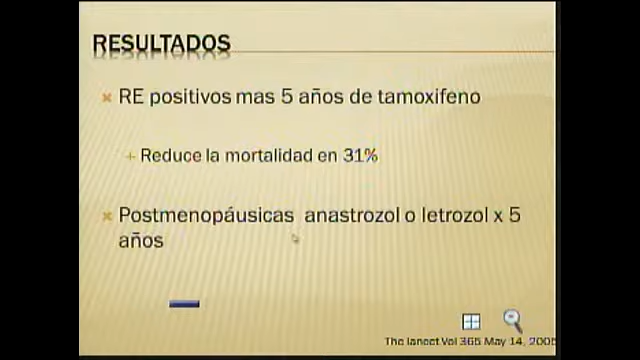 RESULTADOS
RE positivos mas 5 años de tamoxifeno
Reduce la mortalidad en 31%
Postmenopáusicas anastrozol o letrozol x 5
años
The lancet Vol 365 May 14, 2005